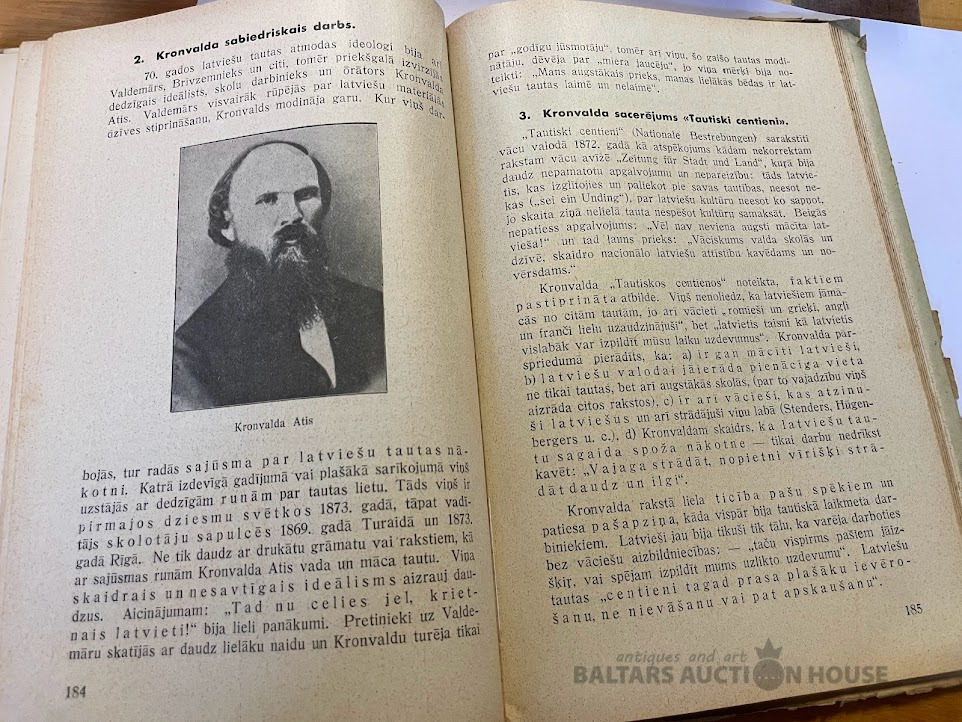 2. Kronvalda sabiedriskais darbs.
70. gados latviešu tautas atmodas ideologi bija arī
Valdemārs, Brīvzemnieks un citi, tomēr priekšgalā izvirzījās
dedzīgais ideālists, skolu darbinieks un orātors Kronvalda
Atis. Valdemārs visvairāk rūpējās par latviešu materiālās
dzīves stiprināšanu, Kronvalds modināja garu. Kur viņš dar-
Kronvalda Atis
bojās, tur radās sajūsma par latviešu tautas nā-
kotni. Katrā izdevīgā gadījumā vai plašākā sarīkojumā viņš
uzstājās ar dedzīgām runām par tautas lietu. Tāds viņš ir
pirmajos dziesmu svētkos 1873. gadā, tāpat vadī-
tājs skolotāju sapulcēs 1869. gadā Turaidā un 1873.
gadā Rīgā. Ne tik daudz ar drukātu grāmatu vai rakstiem, kā
ar sajūsmas runām Kronvalda Atis vada un māca tautu. Viņa
skaidrais un nesavtīgais ideālisms aizrauj dau-
dzus. Aicinājumam: „Tad nu celies jel, kriet-
nais latvieti!“ bija lieli panākumi. Pretinieki uz Valde-
māru skatījās ar daudz lielāku naidu un Kronvaldu turēja tikai
184
par „godīgu jūsmotāju“, tomēr arī viņu, šo gaišo tautas modi-
nātāju, dēvēja par „miera jaucēju“, jo viņa mērķi bija no-
teikti: „Mans augstākais prieks, manas lielākās bēdas ir lat-
viešu tautas laimē un nelaimē“.
3. Kronvalda sacerējums «Tautiski centieni».
„Tautiski centieni“ (Nationale Bestrebungen) sarakstīti
vācu valodā 1872. gadā kā atspēkojums kādam nekorrektam
rakstam vācu avīzē „Zeitung für Stadt und Land“, kuŗā bija
daudz nepamatotu apgalvojumu un nepareizību: tāds latvie-
tis, kas izglītojies un paliekot pie savas tautības, neesot ne-
kas („sei ein Unding“), par latviešu kultūru neesot ko sapņot,
jo skaita ziņā nelielā tauta nespēšot kultūru samaksāt. Beigās
nepatiess apgalvojums: „Vēl nav neviena augsti mācīta lat-
vieša!“ un tad ļauns prieks: „Vāciskums valda skolās un
dzīvē, skaidro nacionālo latviešu attīstību kavēdams un no-
vērsdams.“
Kronvalda „Tautiskos centienos“ noteikta, faktiem
pastiprināta atbilde. Viņš nenoliedz, ka latviešiem jāmā-
cās no citām tautām, jo arī vācieti „romieši un grieķi, angļi
un franči lielu uzaudzinājuši“, bet „latvietis taisni kā latvietis
vislabāk var izpildīt mūsu laiku uzdevumus“. Kronvalda pār-
spriedumā pierādīts, ka: a) ir gan mācīti latvieši,
b) latviešu valodai jāierāda pienācīga vieta
ne tikai tautas, bet arī augstākās skolās, (par to vajadzību viņš
aizrāda citos rakstos), c) ir arī vācieši, kas atzinu-
ši latviešus un arī strādājuši viņu labā (Stenders, Hūgen-
bergers u. c.), d) Kronvaldam skaidrs, ka latviešu tau-
tu sagaida spoža nākotne — tikai darbu nedrīkst
kavēt: „Vajaga strādāt, nopietni vīrišķi strā-
dāt daudz un ilgi“.
Kronvalda rakstā liela ticība pašu spēkiem un
patiesa pašapziņa, kāda vispār bija tautiskā laikmeta dar-
biniekiem. Latvieši jau bija tikuši tik tālu, ka varēja darboties
bez vāciešu aizbildniecības: — „taču vispirms pašiem jāiz-
šķir, vai spējam izpildīt mums uzlikto uzdevumu“. Latviešu
tautas „centieni tagad prasa plašāku ievēro-
šanu, ne nievāšanu vai pat apskaušanu“.
185
antiques and art
BALTARS AUCTION HOUSE